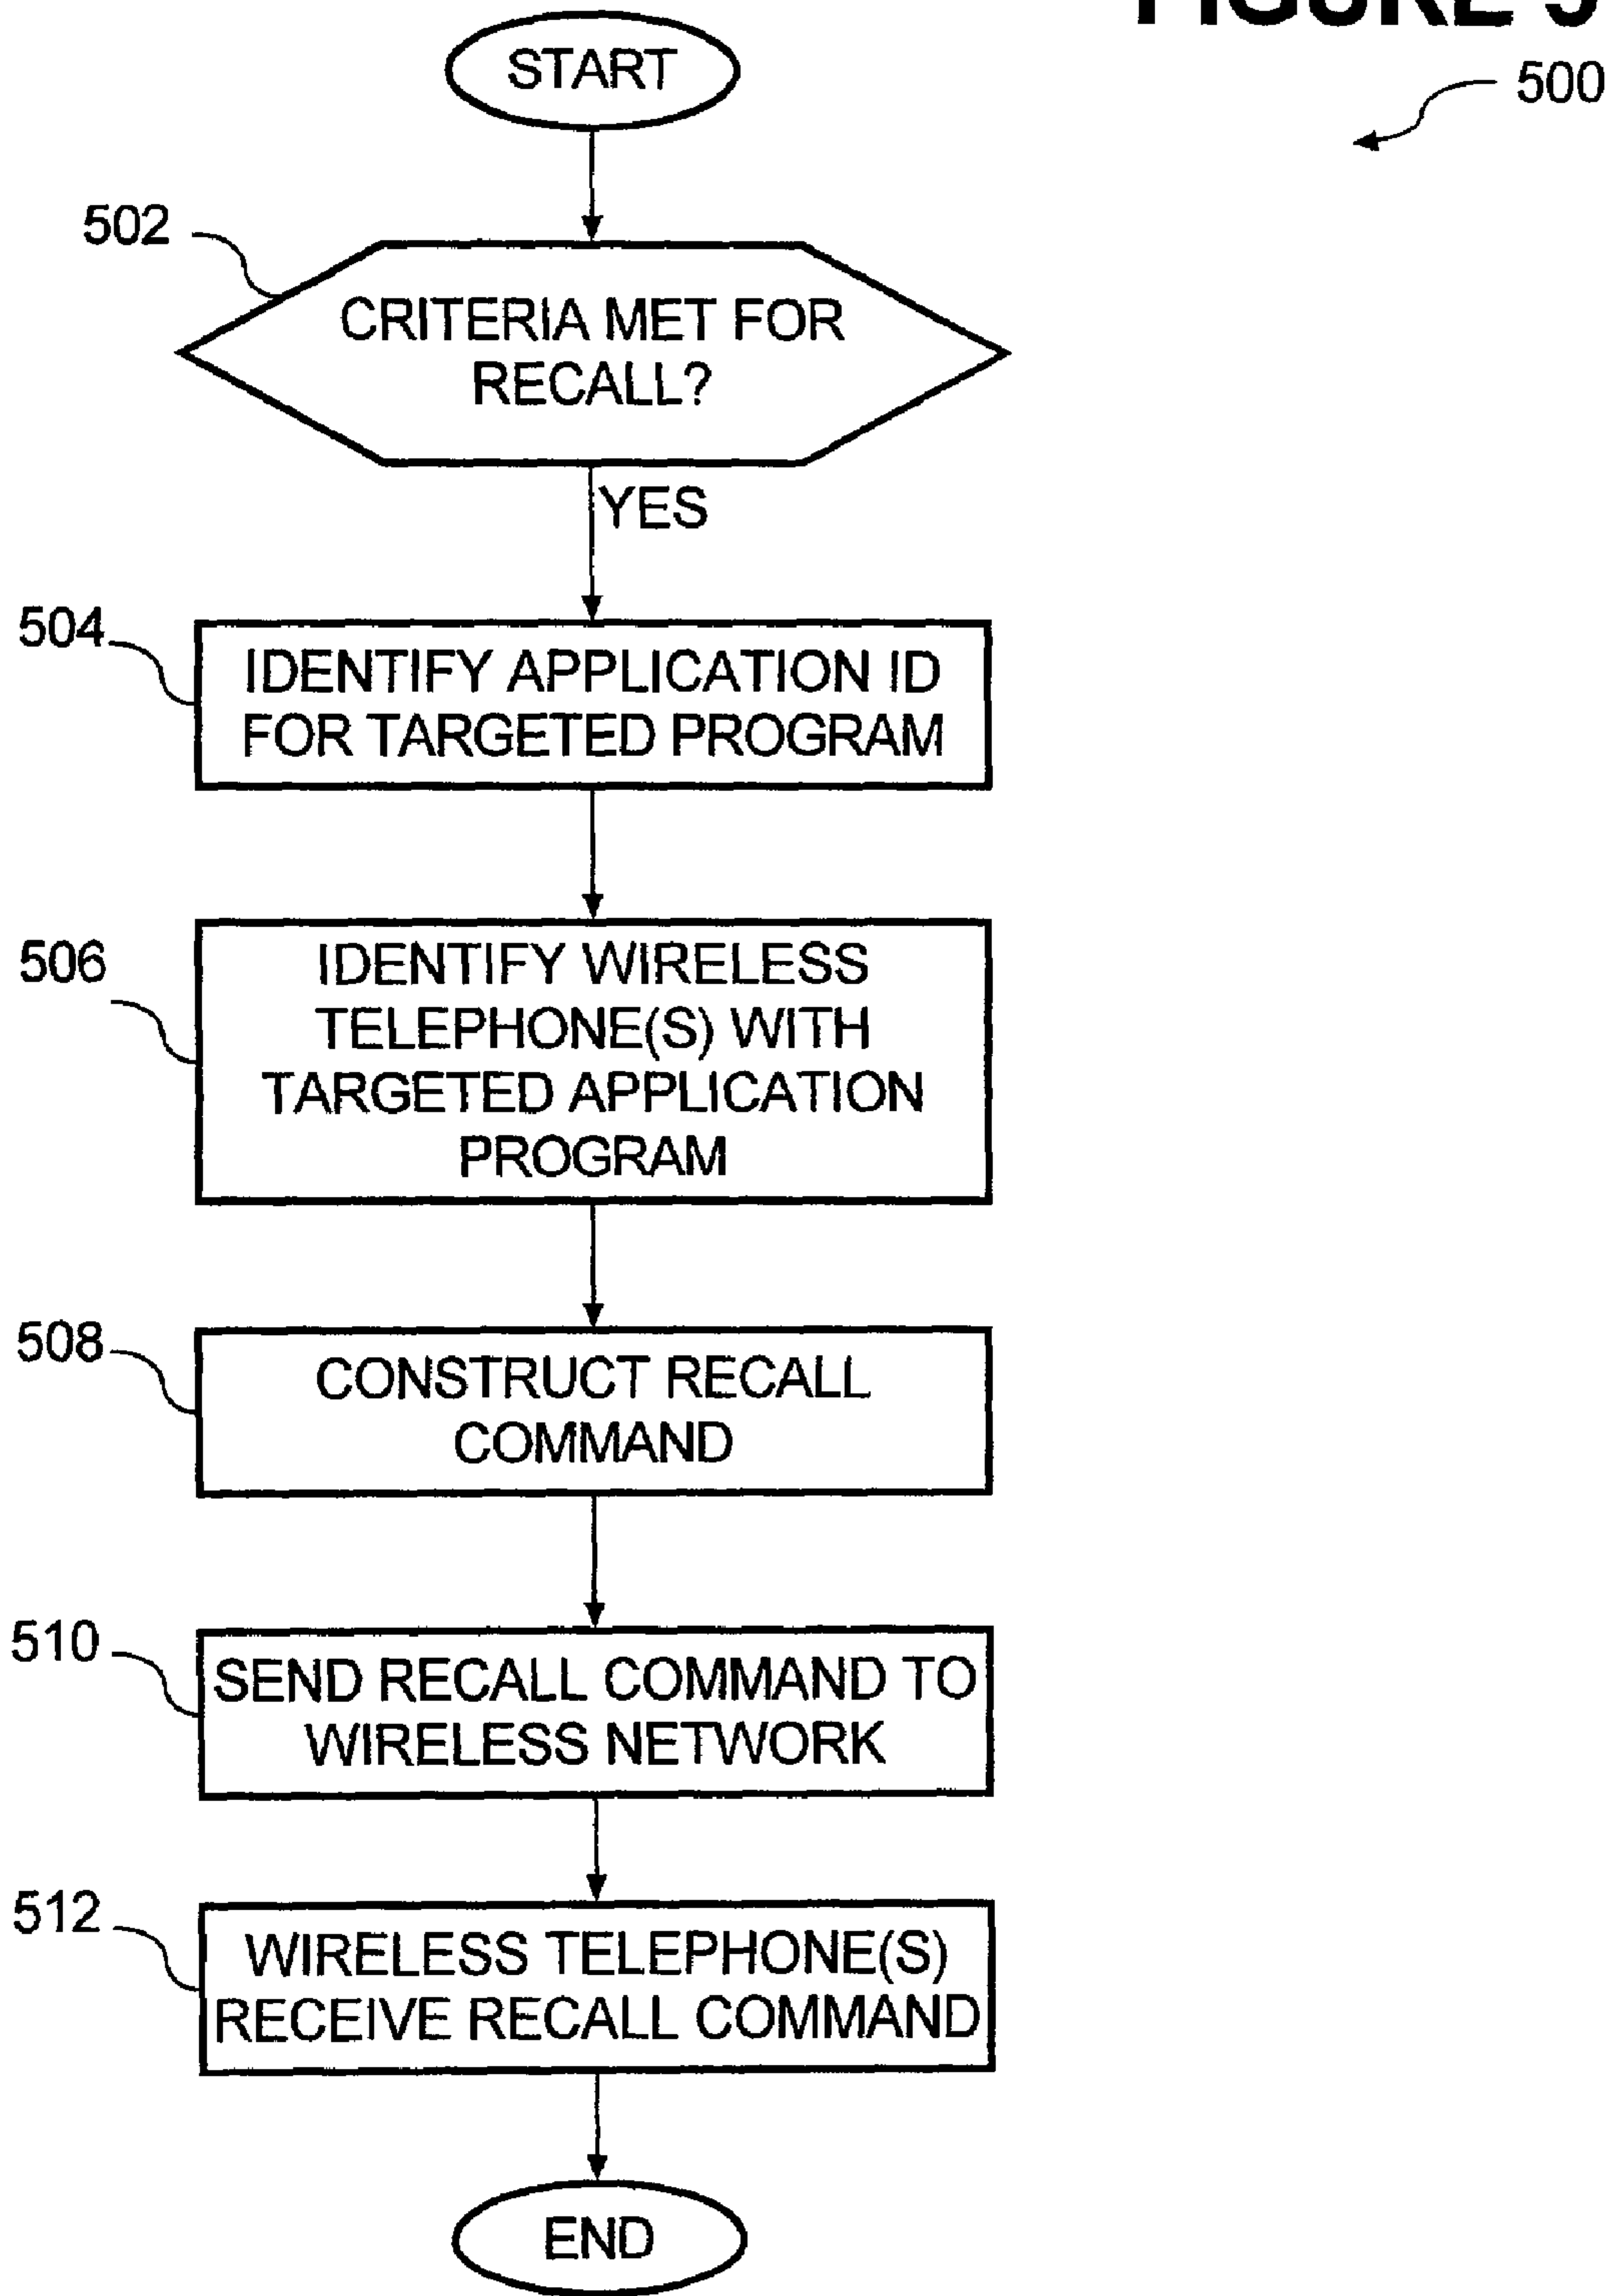 FIGURE 5
START
500
502
CRITERIA MET FOR
RECALL?
YES
504
IDENTIFY APPLICATION ID
FOR TARGETED PROGRAM
506
IDENTIFY WIRELESS
TELEPHONE(S) WITH
TARGETED APPLICATION
PROGRAM
508
CONSTRUCT RECALL
COMMAND
510
SEND RECALL COMMAND TO
WIRELESS NETWORK
512
WIRELESS TELEPHONE(S)
RECEIVE RECALL COMMAND
END